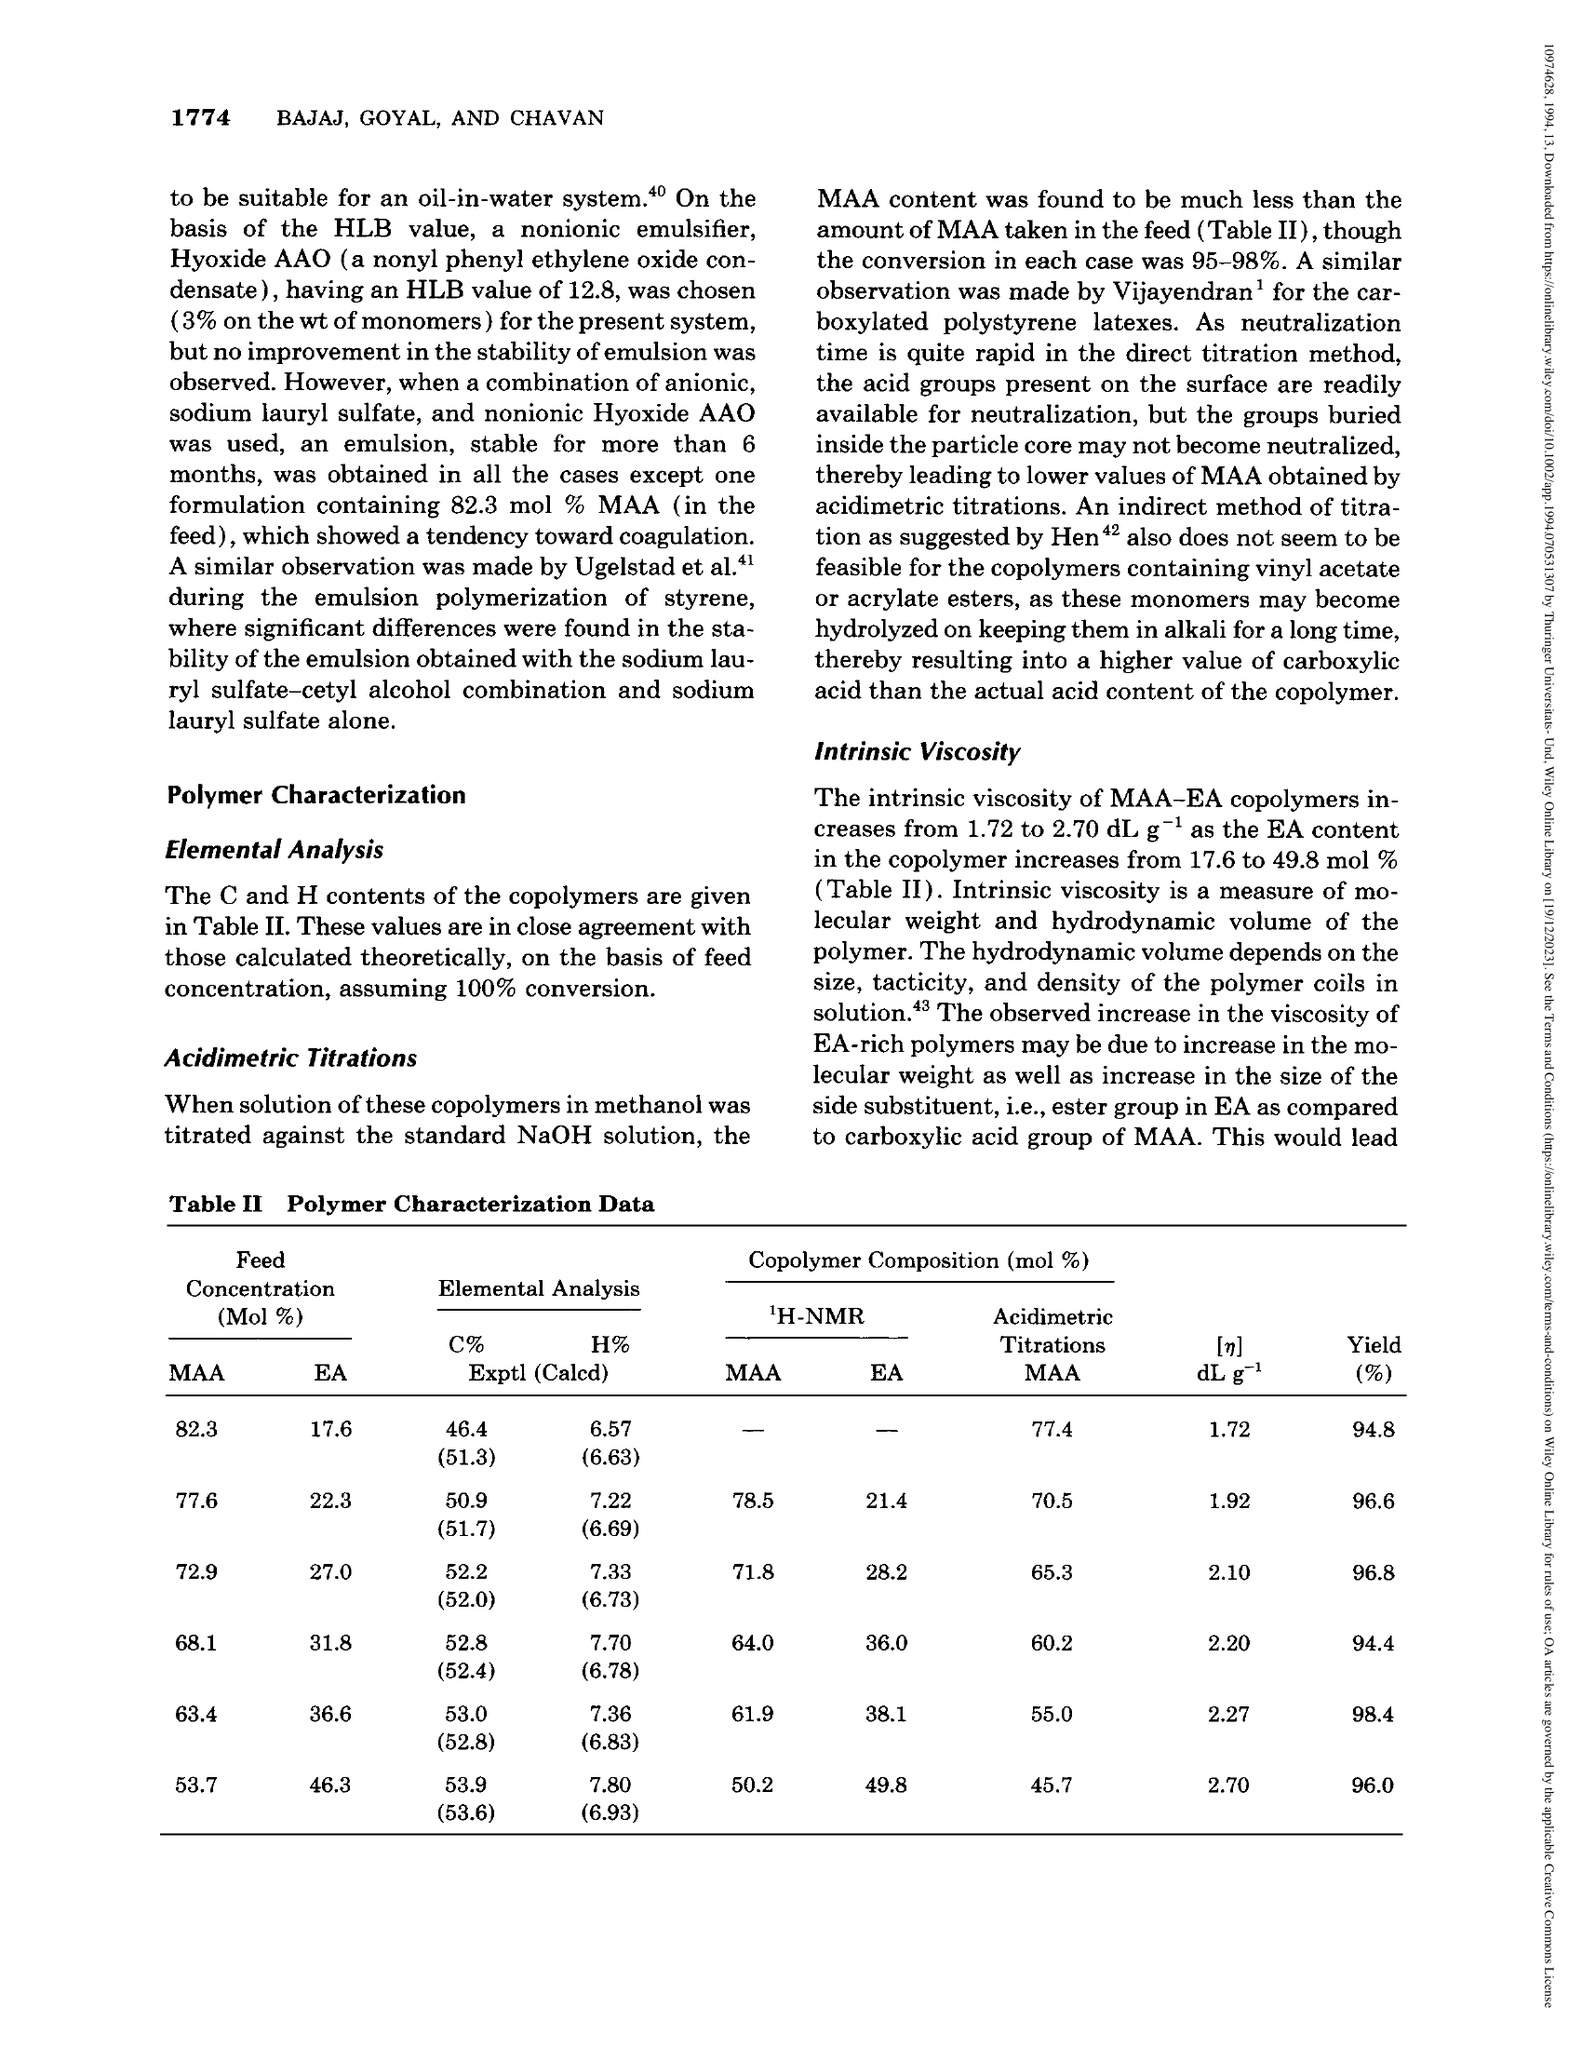 1774 BAJAJ, GOYAL, AND CHAVAN
to be suitable for an oil-in-water system.⁴⁰ On the
basis of the HLB value, a nonionic emulsifier,
Hyoxide AAO (a nonyl phenyl ethylene oxide con-
densate), having an HLB value of 12.8, was chosen
(3% on the wt of monomers) for the present system,
but no improvement in the stability of emulsion was
observed. However, when a combination of anionic,
sodium lauryl sulfate, and nonionic Hyoxide AAO
was used, an emulsion, stable for more than 6
months, was obtained in all the cases except one
formulation containing 82.3 mol % MAA (in the
feed), which showed a tendency toward coagulation.
A similar observation was made by Ugelstad et al.⁴¹
during the emulsion polymerization of styrene,
where significant differences were found in the sta-
bility of the emulsion obtained with the sodium lau-
ryl sulfate–cetyl alcohol combination and sodium
lauryl sulfate alone.
Polymer Characterization
Elemental Analysis
The C and H contents of the copolymers are given
in Table II. These values are in close agreement with
those calculated theoretically, on the basis of feed
concentration, assuming 100% conversion.
Acidimetric Titrations
When solution of these copolymers in methanol was
titrated against the standard NaOH solution, the
MAA content was found to be much less than the
amount of MAA taken in the feed (Table II), though
the conversion in each case was 95–98%. A similar
observation was made by Vijayendran¹ for the car-
boxylated polystyrene latexes. As neutralization
time is quite rapid in the direct titration method,
the acid groups present on the surface are readily
available for neutralization, but the groups buried
inside the particle core may not become neutralized,
thereby leading to lower values of MAA obtained by
acidimetric titrations. An indirect method of titra-
tion as suggested by Hen⁴² also does not seem to be
feasible for the copolymers containing vinyl acetate
or acrylate esters, as these monomers may become
hydrolyzed on keeping them in alkali for a long time,
thereby resulting into a higher value of carboxylic
acid than the actual acid content of the copolymer.
Intrinsic Viscosity
The intrinsic viscosity of MAA–EA copolymers in-
creases from 1.72 to 2.70 dL g⁻¹ as the EA content
in the copolymer increases from 17.6 to 49.8 mol %
(Table II). Intrinsic viscosity is a measure of mo-
lecular weight and hydrodynamic volume of the
polymer. The hydrodynamic volume depends on the
size, tacticity, and density of the polymer coils in
solution.⁴³ The observed increase in the viscosity of
EA-rich polymers may be due to increase in the mo-
lecular weight as well as increase in the size of the
side substituent, i.e., ester group in EA as compared
to carboxylic acid group of MAA. This would lead
Table II Polymer Characterization Data
Feed Copolymer Composition (mol %)
Concentration Elemental Analysis
(Mol %) ¹H-NMR Acidimetric
C% H% Titrations [η] Yield
MAA EA Exptl (Calcd) MAA EA MAA dL g⁻¹ (%)
82.3 17.6 46.4 6.57 — — 77.4 1.72 94.8
(51.3) (6.63)
77.6 22.3 50.9 7.22 78.5 21.4 70.5 1.92 96.6
(51.7) (6.69)
72.9 27.0 52.2 7.33 71.8 28.2 65.3 2.10 96.8
(52.0) (6.73)
68.1 31.8 52.8 7.70 64.0 36.0 60.2 2.20 94.4
(52.4) (6.78)
63.4 36.6 53.0 7.36 61.9 38.1 55.0 2.27 98.4
(52.8) (6.83)
53.7 46.3 53.9 7.80 50.2 49.8 45.7 2.70 96.0
(53.6) (6.93)
10974628, 1994, 13, Downloaded from https://onlinelibrary.wiley.com/doi/10.1002/app.1994.070531307 by Thuringer Universitats- Und, Wiley Online Library on [19/12/2023]. See the Terms and Conditions (https://onlinelibrary.wiley.com/terms-and-conditions) on Wiley Online Library for rules of use; OA articles are governed by the applicable Creative Commons License